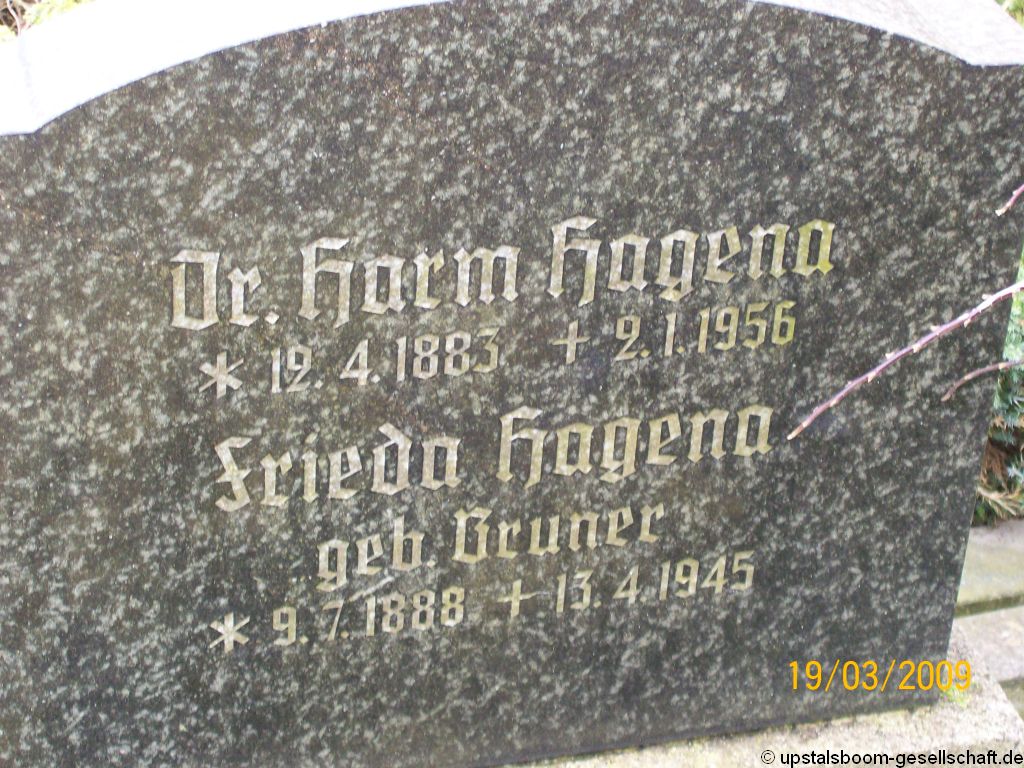 Dr. Harm Hagena
* 12. 4. 1883 + 2. 1. 1956
Frieda Hagena
geb. Bruner
* 9. 7. 1888 + 13. 4. 1945
19/03/2009
© upstalsboom-gesellschaft.de